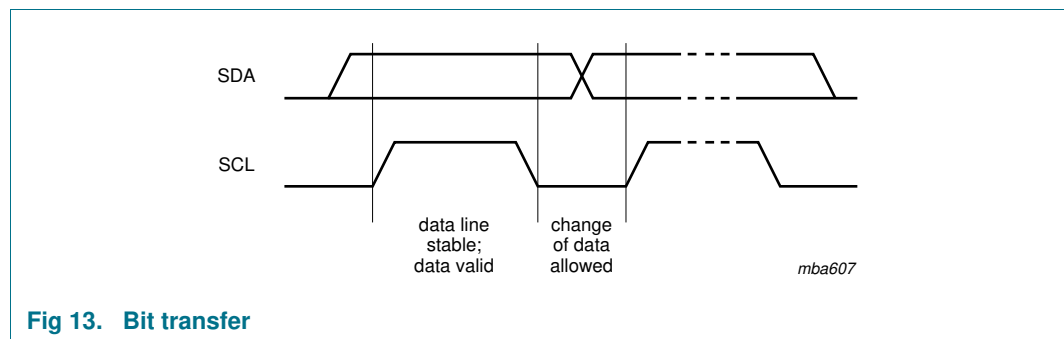 SDA
SCL
data line
stable;
data valid
change
of data
allowed
mba607
Fig 13. Bit transfer